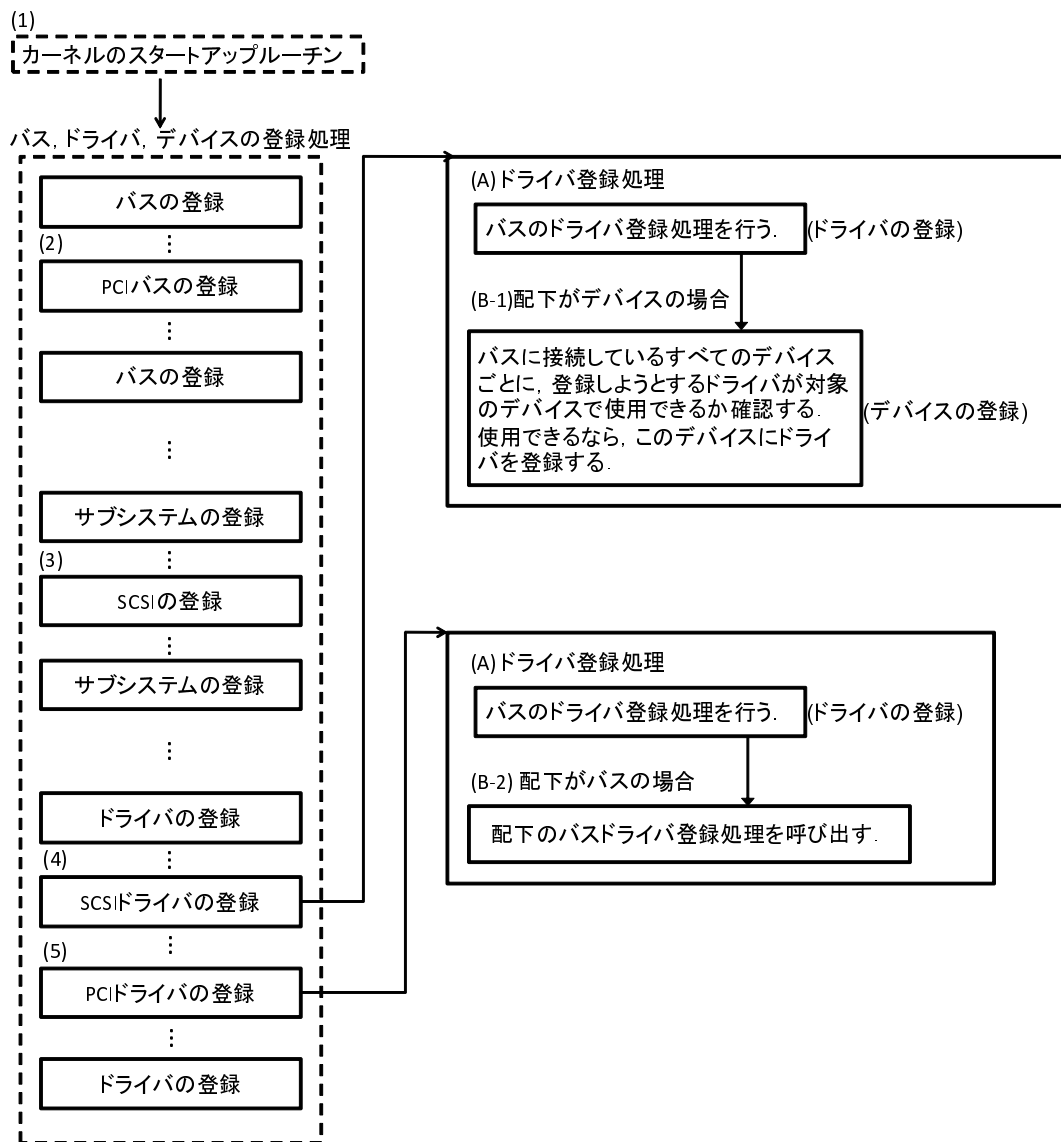 (1)
カーネルのスタートアップルーチン
バス, ドライバ, デバイスの登録処理
バスの登録
(2)
PCIバスの登録
バスの登録
サブシステムの登録
(3)
SCSIの登録
サブシステムの登録
ドライバの登録
(4)
SCSIドライバの登録
(5)
PCIドライバの登録
ドライバの登録
(A)ドライバ登録処理
バスのドライバ登録処理を行う.
(ドライバの登録)
(B-1)配下がデバイスの場合
バスに接続しているすべてのデバイス
ごとに, 登録しようとするドライバが対象
のデバイスで使用できるか確認する.
使用できるなら, このデバイスにドライ
バを登録する.
(デバイスの登録)
(A)ドライバ登録処理
バスのドライバ登録処理を行う.
(ドライバの登録)
(B-2) 配下がバスの場合
配下のバスドライバ登録処理を呼び出す.